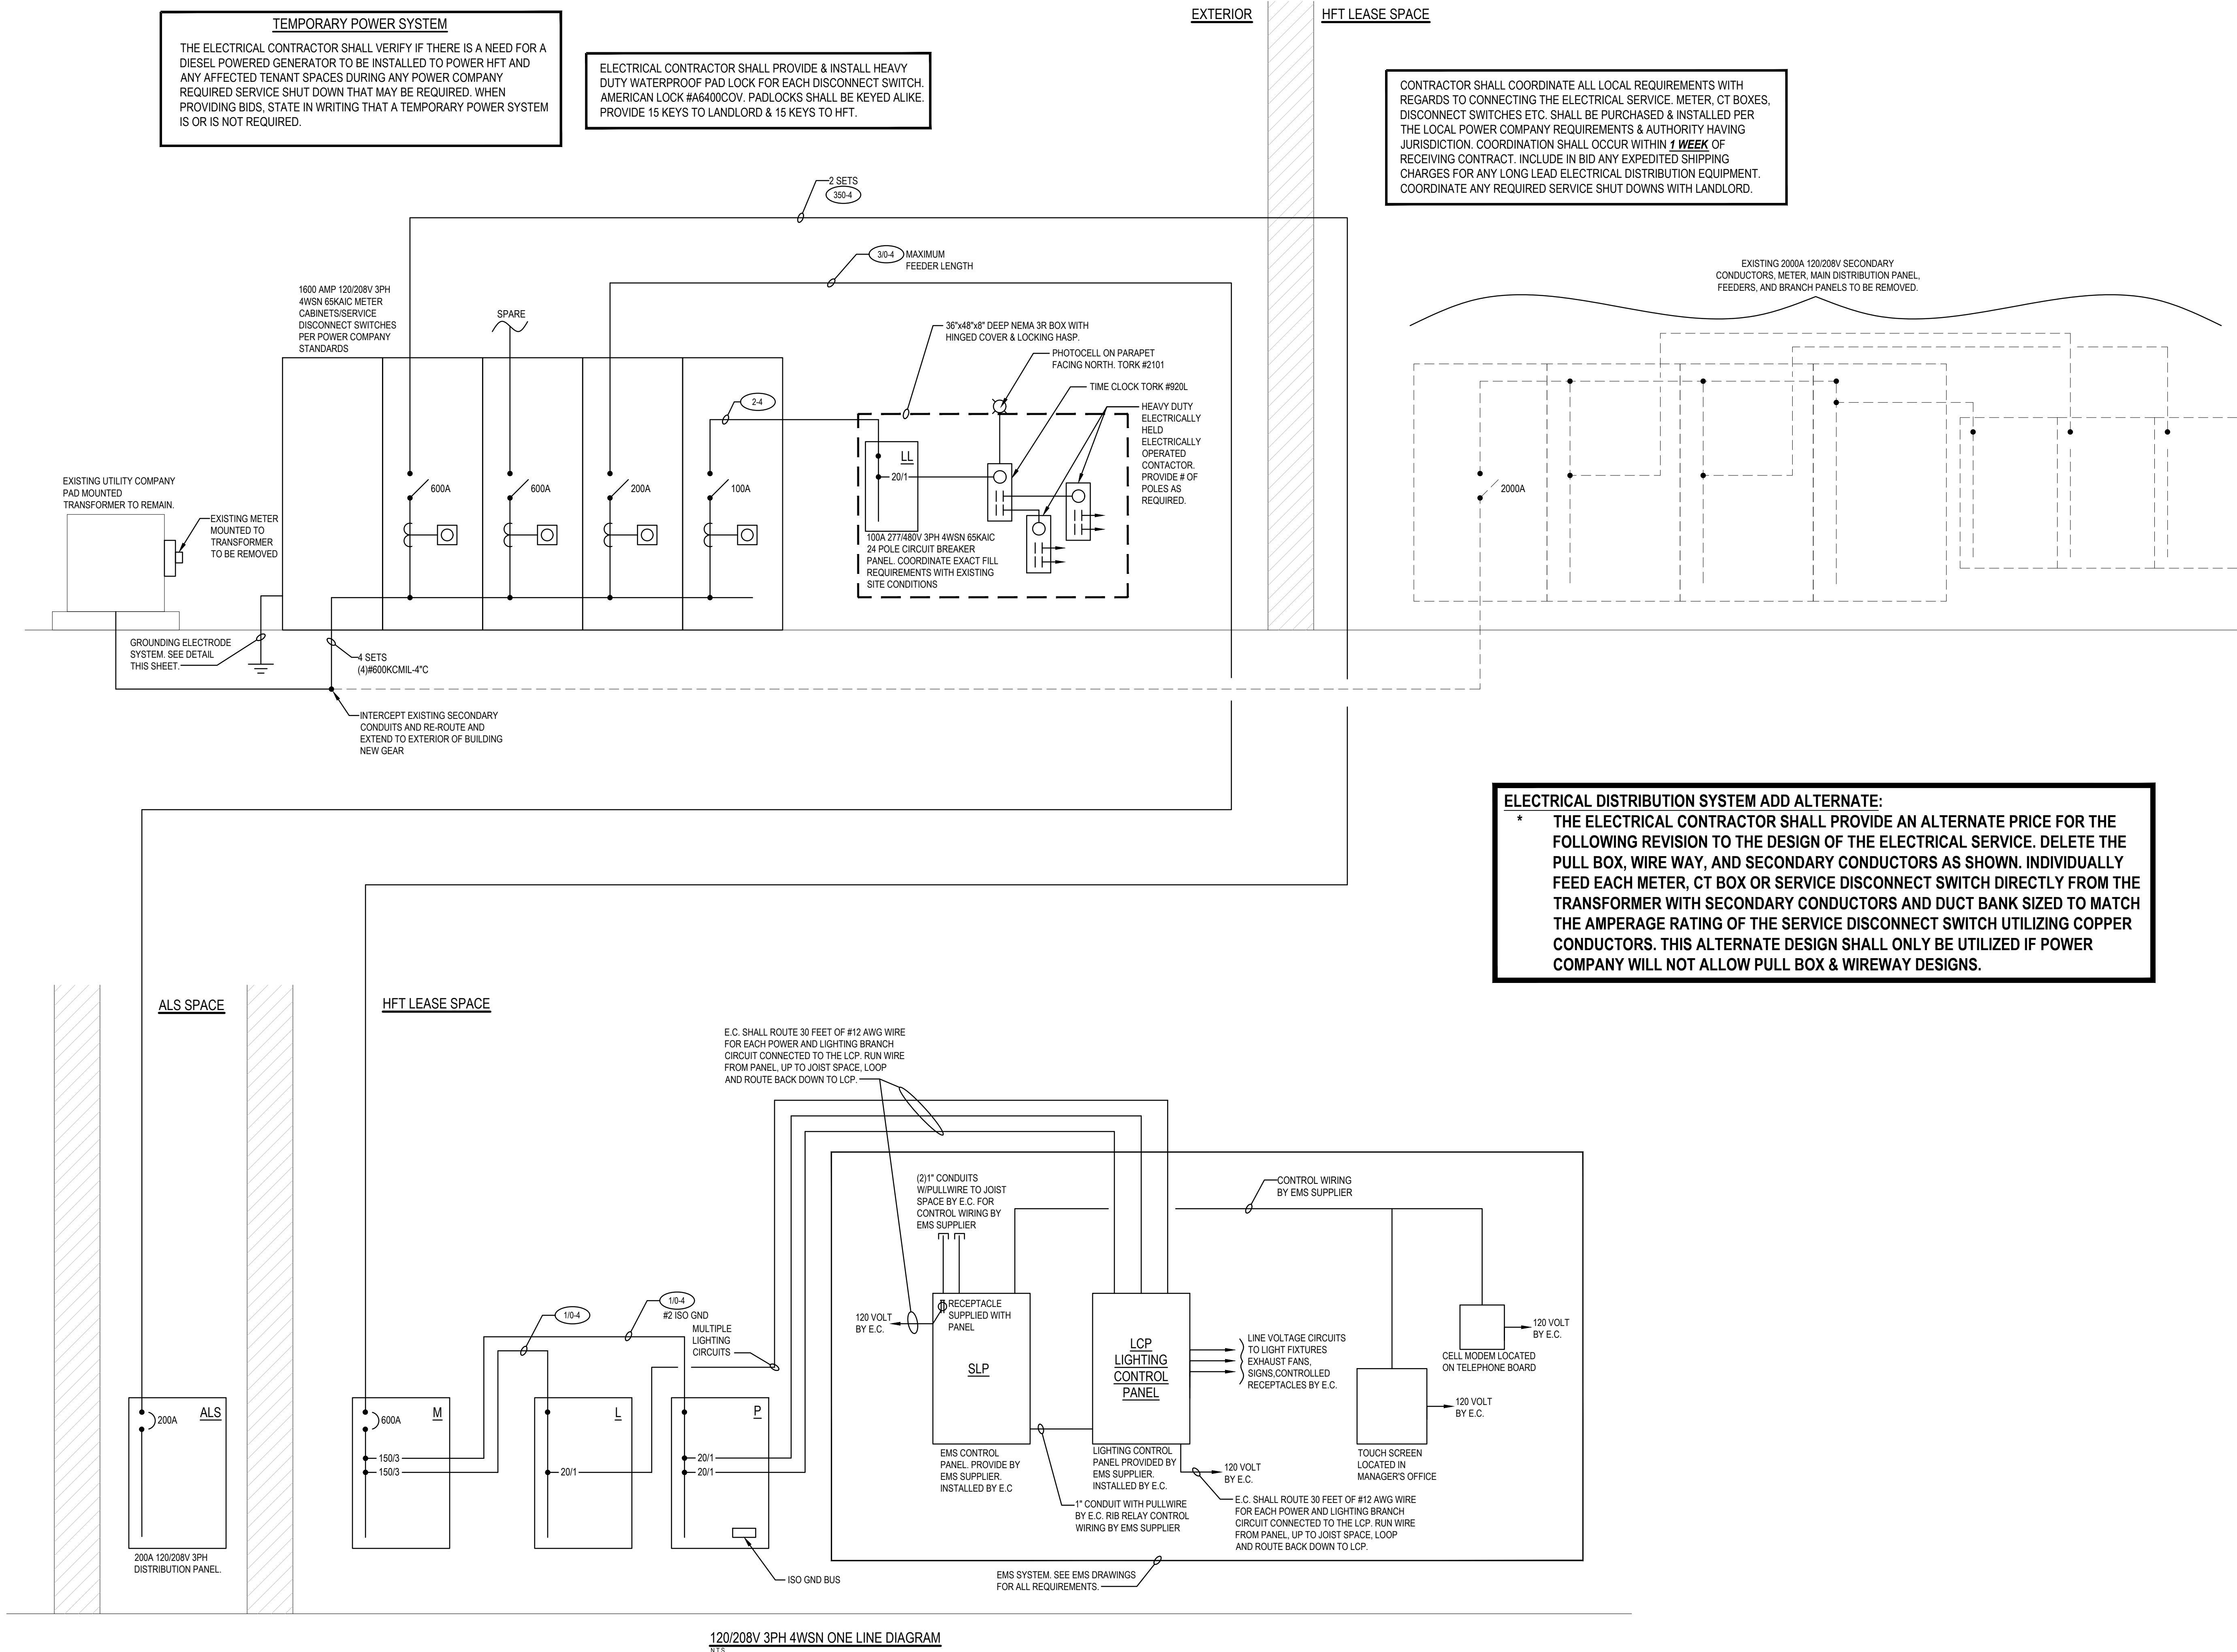 TEMPORARY POWER SYSTEM
THE ELECTRICAL CONTRACTOR SHALL VERIFY IF THERE IS A NEED FOR A
DIESEL POWERED GENERATOR TO BE INSTALLED TO POWER HFT AND
ANY AFFECTED TENANT SPACES DURING ANY POWER COMPANY
REQUIRED SERVICE SHUT DOWN THAT MAY BE REQUIRED. WHEN
PROVIDING BIDS, STATE IN WRITING THAT A TEMPORARY POWER SYSTEM
IS OR IS NOT REQUIRED.
ELECTRICAL CONTRACTOR SHALL PROVIDE & INSTALL HEAVY
DUTY WATERPROOF PAD LOCK FOR EACH DISCONNECT SWITCH.
AMERICAN LOCK #A6400COV. PADLOCKS SHALL BE KEYED ALIKE.
PROVIDE 15 KEYS TO LANDLORD & 15 KEYS TO HFT.
EXTERIOR
HFT LEASE SPACE
CONTRACTOR SHALL COORDINATE ALL LOCAL REQUIREMENTS WITH
REGARDS TO CONNECTING THE ELECTRICAL SERVICE. METER, CT BOXES,
DISCONNECT SWITCHES ETC. SHALL BE PURCHASED & INSTALLED PER
THE LOCAL POWER COMPANY REQUIREMENTS & AUTHORITY HAVING
JURISDICTION. COORDINATION SHALL OCCUR WITHIN 1 WEEK OF
RECEIVING CONTRACT. INCLUDE IN BID ANY EXPEDITED SHIPPING
CHARGES FOR ANY LONG LEAD ELECTRICAL DISTRIBUTION EQUIPMENT.
COORDINATE ANY REQUIRED SERVICE SHUT DOWNS WITH LANDLORD.
2 SETS
350-4
3/0-4
MAXIMUM
FEEDER LENGTH
1600 AMP 120/208V 3PH
4WSN 65KAIC METER
CABINETS/SERVICE
DISCONNECT SWITCHES
PER POWER COMPANY
STANDARDS
SPARE
36"x48"x8" DEEP NEMA 3R BOX WITH
HINGED COVER & LOCKING HASP.
PHOTOCELL ON PARAPET
FACING NORTH. TORK #2101
TIME CLOCK TORK #920L
HEAVY DUTY
ELECTRICALLY
HELD
ELECTRICALLY
OPERATED
CONTACTOR.
PROVIDE # OF
POLES AS
REQUIRED.
2-4
LL
20/1
100A 277/480V 3PH 4WSN 65KAIC
24 POLE CIRCUIT BREAKER
PANEL. COORDINATE EXACT FILL
REQUIREMENTS WITH EXISTING
SITE CONDITIONS
600A
600A
200A
100A
EXISTING 2000A 120/208V SECONDARY
CONDUCTORS, METER, MAIN DISTRIBUTION PANEL,
FEEDERS, AND BRANCH PANELS TO BE REMOVED.
2000A
EXISTING UTILITY COMPANY
PAD MOUNTED
TRANSFORMER TO REMAIN.
EXISTING METER
MOUNTED TO
TRANSFORMER
TO BE REMOVED
GROUNDING ELECTRODE
SYSTEM. SEE DETAIL
THIS SHEET.
4 SETS
(4)#600KCMIL-4"C
INTERCEPT EXISTING SECONDARY
CONDUITS AND RE-ROUTE AND
EXTEND TO EXTERIOR OF BUILDING
NEW GEAR
ELECTRICAL DISTRIBUTION SYSTEM ADD ALTERNATE:
* THE ELECTRICAL CONTRACTOR SHALL PROVIDE AN ALTERNATE PRICE FOR THE
FOLLOWING REVISION TO THE DESIGN OF THE ELECTRICAL SERVICE. DELETE THE
PULL BOX, WIRE WAY, AND SECONDARY CONDUCTORS AS SHOWN. INDIVIDUALLY
FEED EACH METER, CT BOX OR SERVICE DISCONNECT SWITCH DIRECTLY FROM THE
TRANSFORMER WITH SECONDARY CONDUCTORS AND DUCT BANK SIZED TO MATCH
THE AMPERAGE RATING OF THE SERVICE DISCONNECT SWITCH UTILIZING COPPER
CONDUCTORS. THIS ALTERNATE DESIGN SHALL ONLY BE UTILIZED IF POWER
COMPANY WILL NOT ALLOW PULL BOX & WIREWAY DESIGNS.
ALS SPACE
HFT LEASE SPACE
E.C. SHALL ROUTE 30 FEET OF #12 AWG WIRE
FOR EACH POWER AND LIGHTING BRANCH
CIRCUIT CONNECTED TO THE LCP. RUN WIRE
FROM PANEL, UP TO JOIST SPACE, LOOP
AND ROUTE BACK DOWN TO LCP.
(2)1" CONDUITS
W/PULLWIRE TO JOIST
SPACE BY E.C. FOR
CONTROL WIRING BY
EMS SUPPLIER
CONTROL WIRING
BY EMS SUPPLIER
1/0-4
1/0-4
#2 ISO GND
MULTIPLE
LIGHTING
CIRCUITS
120 VOLT
BY E.C.
RECEPTACLE
SUPPLIED WITH
PANEL
SLP
LCP
LIGHTING
CONTROL
PANEL
LINE VOLTAGE CIRCUITS
TO LIGHT FIXTURES
EXHAUST FANS,
SIGNS,CONTROLLED
RECEPTACLES BY E.C.
120 VOLT
BY E.C.
CELL MODEM LOCATED
ON TELEPHONE BOARD
120 VOLT
BY E.C.
TOUCH SCREEN
LOCATED IN
MANAGER'S OFFICE
200A
ALS
200A 120/208V 3PH
DISTRIBUTION PANEL.
600A
M
150/3
150/3
L
20/1
P
20/1
20/1
ISO GND BUS
EMS CONTROL
PANEL. PROVIDE BY
EMS SUPPLIER.
INSTALLED BY E.C
LIGHTING CONTROL
PANEL PROVIDED BY
EMS SUPPLIER.
INSTALLED BY E.C.
120 VOLT
BY E.C.
1" CONDUIT WITH PULLWIRE
BY E.C. RIB RELAY CONTROL
WIRING BY EMS SUPPLIER
E.C. SHALL ROUTE 30 FEET OF #12 AWG WIRE
FOR EACH POWER AND LIGHTING BRANCH
CIRCUIT CONNECTED TO THE LCP. RUN WIRE
FROM PANEL, UP TO JOIST SPACE, LOOP
AND ROUTE BACK DOWN TO LCP.
EMS SYSTEM. SEE EMS DRAWINGS
FOR ALL REQUIREMENTS.
120/208V 3PH 4WSN ONE LINE DIAGRAM
N.T.S.